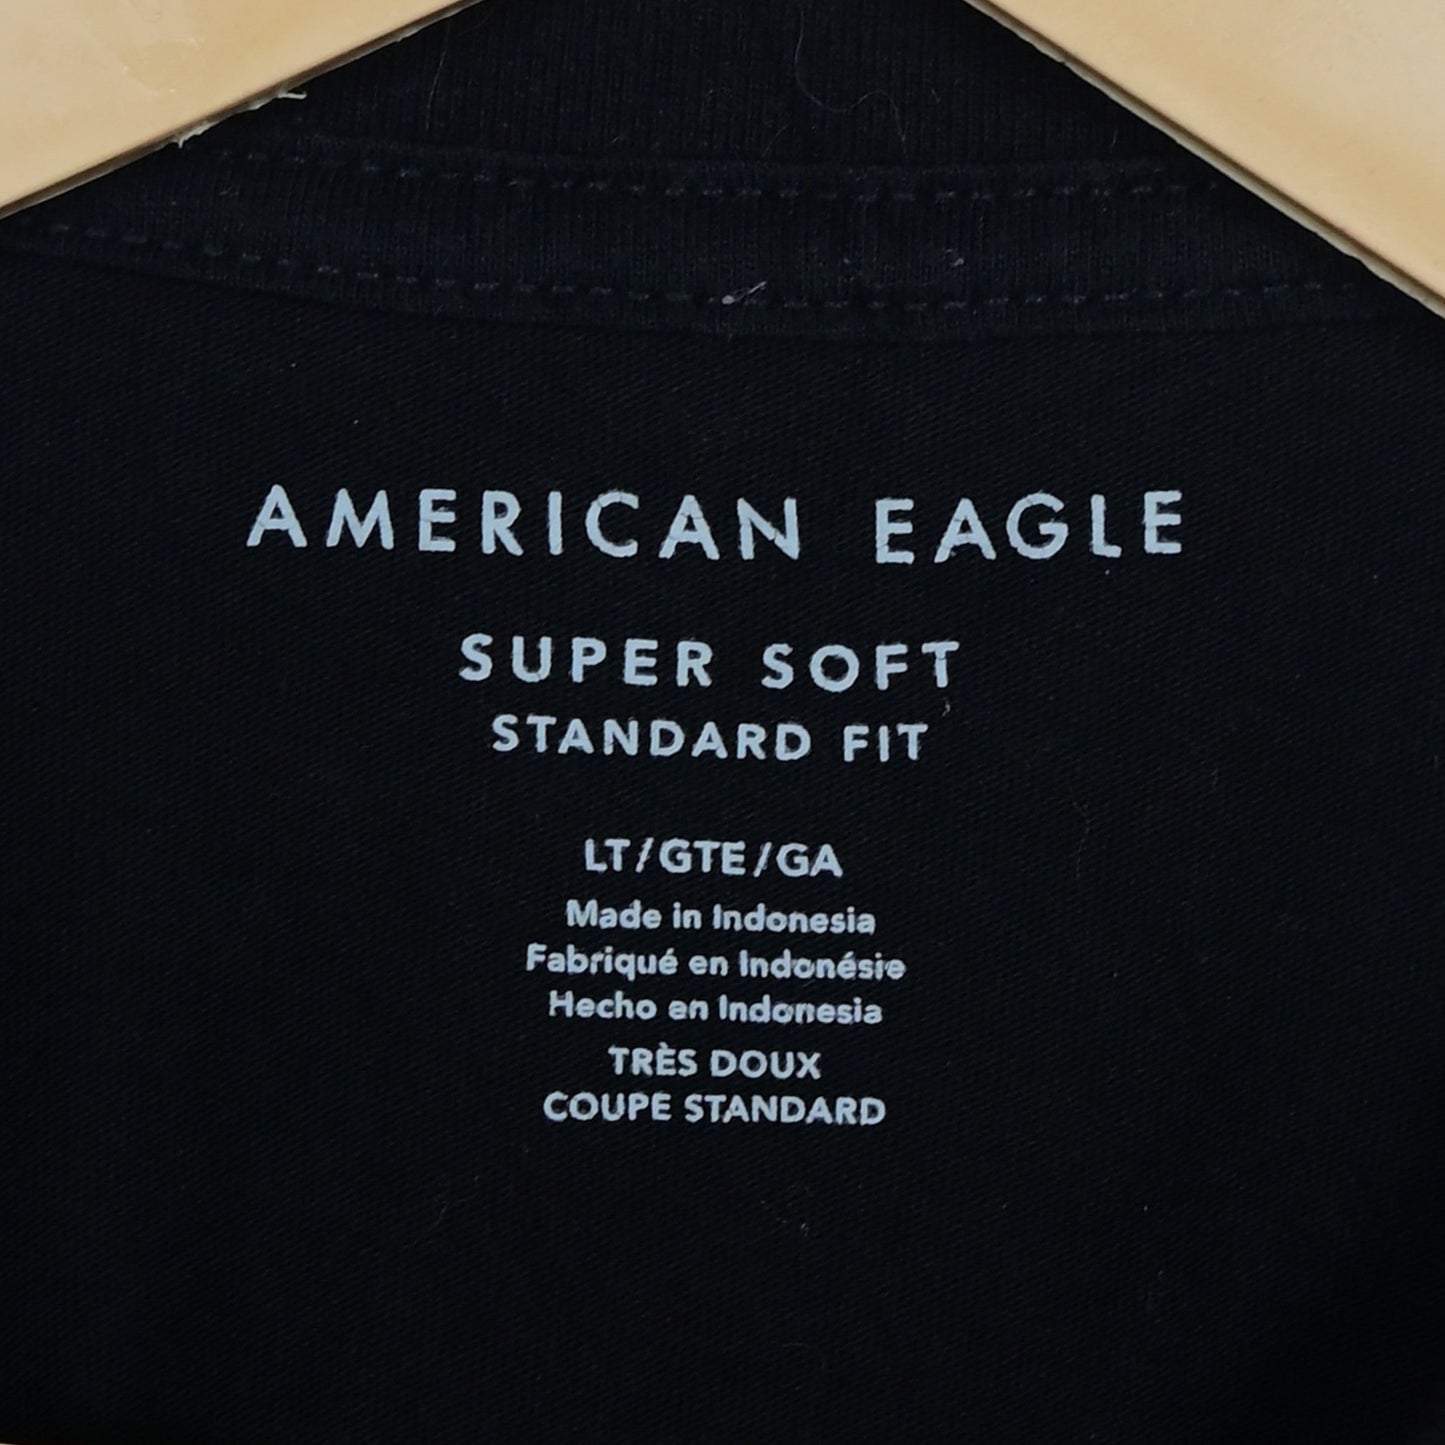 AMERICAN EAGLE
SUPER SOFT
STANDARD FIT
LT/GTE/GA
Made in Indonesia
Fabriqué en Indonésie
Hecho en Indonesia
TRÈS DOUX
COUPE STANDARD